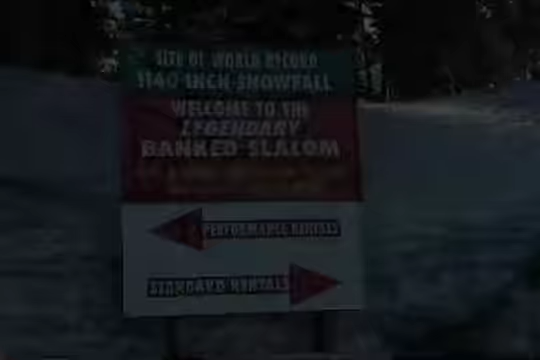 SITE OF WORLD RECORD
1140 INCH SNOWFALL
WELCOME TO THE
LEGENDARY
BANKED SLALOM
PERFORMANCE RENTALS
STANDARD RENTALS